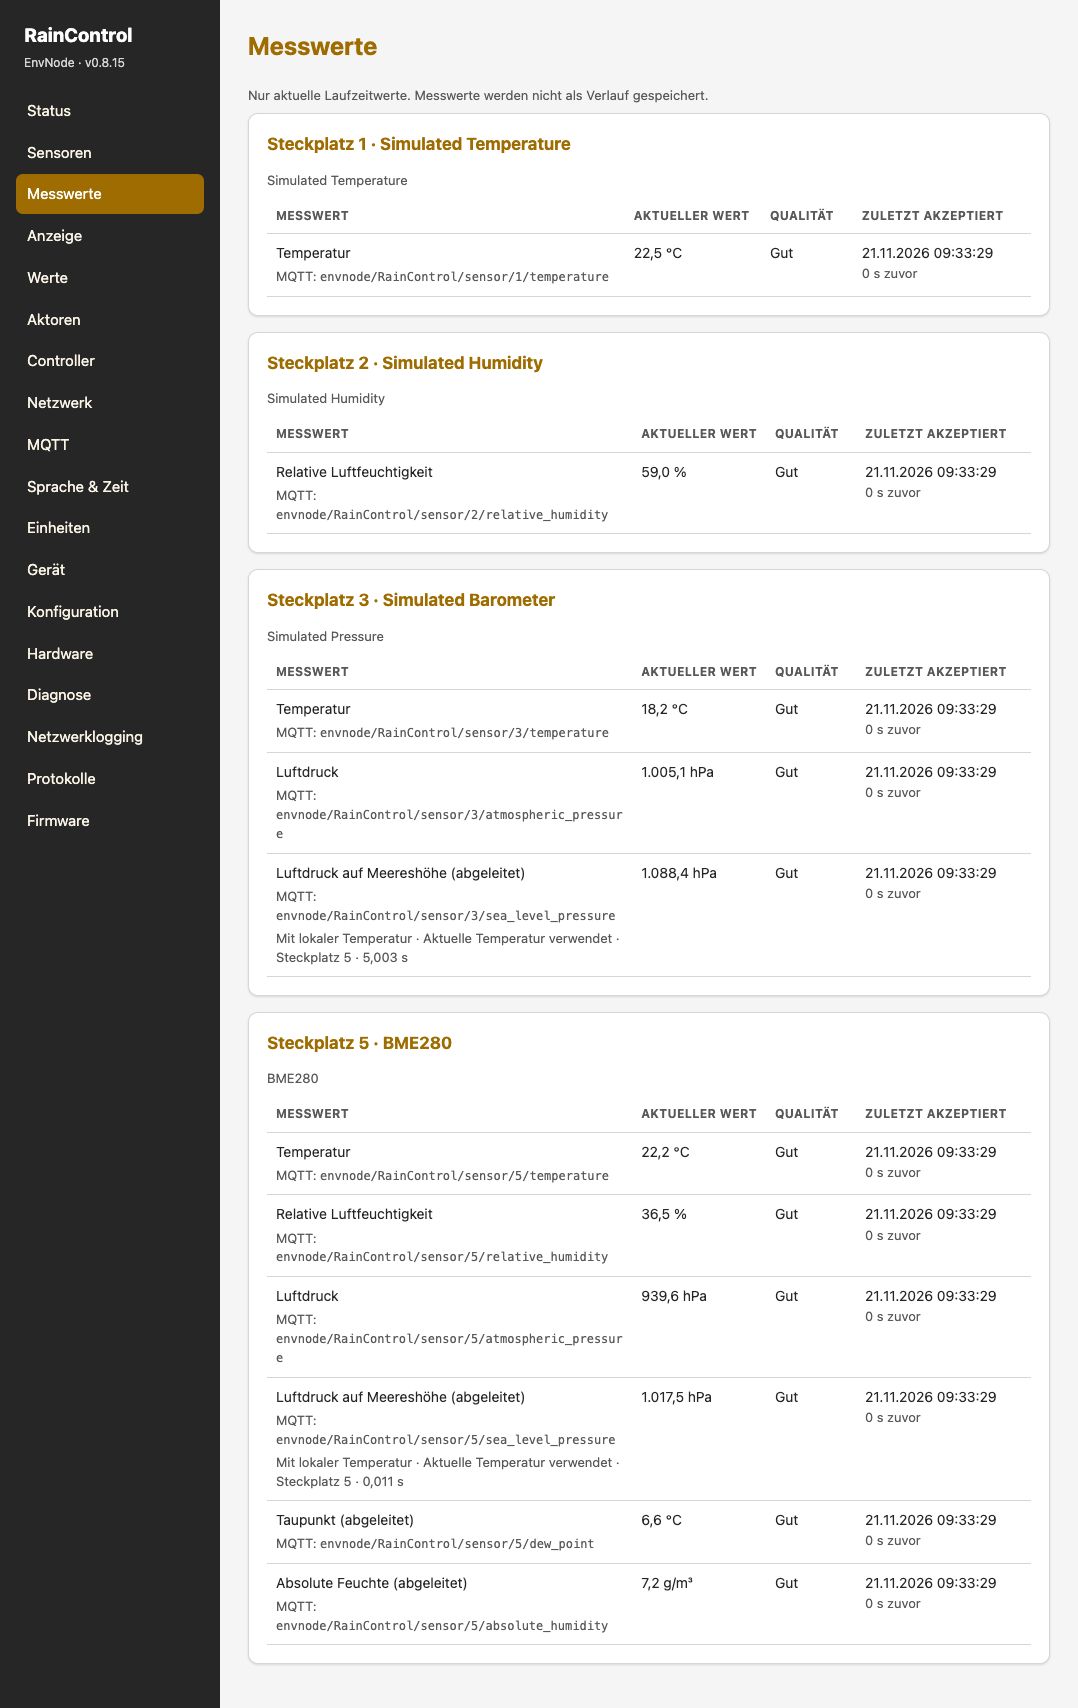 RainControl
EnvNode · v0.8.15
Status
Sensoren
Messwerte
Anzeige
Werte
Aktoren
Controller
Netzwerk
MQTT
Sprache & Zeit
Einheiten
Gerät
Konfiguration
Hardware
Diagnose
Netzwerklogging
Protokolle
Firmware
Messwerte
Nur aktuelle Laufzeitwerte. Messwerte werden nicht als Verlauf gespeichert.
Steckplatz 1 · Simulated Temperature
Simulated Temperature
MESSWERT AKTUELLER WERT QUALITÄT ZULETZT AKZEPTIERT
Temperatur 22,5 °C Gut 21.11.2026 09:33:29
MQTT: envnode/RainControl/sensor/1/temperature 0 s zuvor
Steckplatz 2 · Simulated Humidity
Simulated Humidity
MESSWERT AKTUELLER WERT QUALITÄT ZULETZT AKZEPTIERT
Relative Luftfeuchtigkeit 59,0 % Gut 21.11.2026 09:33:29
MQTT: 0 s zuvor
envnode/RainControl/sensor/2/relative_humidity
Steckplatz 3 · Simulated Barometer
Simulated Pressure
MESSWERT AKTUELLER WERT QUALITÄT ZULETZT AKZEPTIERT
Temperatur 18,2 °C Gut 21.11.2026 09:33:29
MQTT: envnode/RainControl/sensor/3/temperature 0 s zuvor
Luftdruck 1.005,1 hPa Gut 21.11.2026 09:33:29
MQTT: 0 s zuvor
envnode/RainControl/sensor/3/atmospheric_pressur
e
Luftdruck auf Meereshöhe (abgeleitet) 1.088,4 hPa Gut 21.11.2026 09:33:29
MQTT: 0 s zuvor
envnode/RainControl/sensor/3/sea_level_pressure
Mit lokaler Temperatur · Aktuelle Temperatur verwendet ·
Steckplatz 5 · 5,003 s
Steckplatz 5 · BME280
BME280
MESSWERT AKTUELLER WERT QUALITÄT ZULETZT AKZEPTIERT
Temperatur 22,2 °C Gut 21.11.2026 09:33:29
MQTT: envnode/RainControl/sensor/5/temperature 0 s zuvor
Relative Luftfeuchtigkeit 36,5 % Gut 21.11.2026 09:33:29
MQTT: 0 s zuvor
envnode/RainControl/sensor/5/relative_humidity
Luftdruck 939,6 hPa Gut 21.11.2026 09:33:29
MQTT: 0 s zuvor
envnode/RainControl/sensor/5/atmospheric_pressur
e
Luftdruck auf Meereshöhe (abgeleitet) 1.017,5 hPa Gut 21.11.2026 09:33:29
MQTT: 0 s zuvor
envnode/RainControl/sensor/5/sea_level_pressure
Mit lokaler Temperatur · Aktuelle Temperatur verwendet ·
Steckplatz 5 · 0,011 s
Taupunkt (abgeleitet) 6,6 °C Gut 21.11.2026 09:33:29
MQTT: envnode/RainControl/sensor/5/dew_point 0 s zuvor
Absolute Feuchte (abgeleitet) 7,2 g/m³ Gut 21.11.2026 09:33:29
MQTT: 0 s zuvor
envnode/RainControl/sensor/5/absolute_humidity